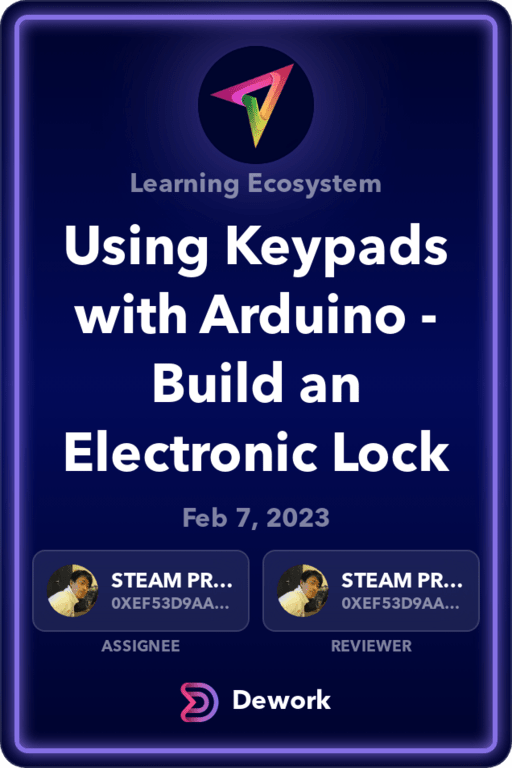 Learning Ecosystem
Using Keypads
with Arduino -
Build an
Electronic Lock
Feb 7, 2023
STEAM PR...
0XEF53D9AA...
ASSIGNEE
STEAM PR...
0XEF53D9AA...
REVIEWER
Dework